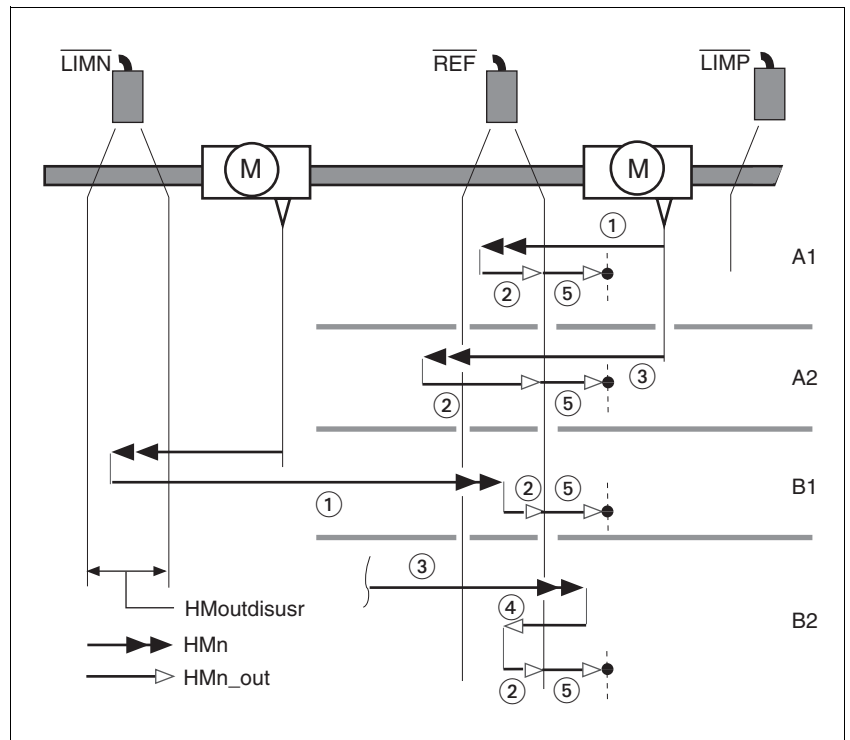 LIMN REF LIMP
M M
1
A1
2 5
3
A2
2 5
B1
2 5
1
3
HMoutdisusr
4
B2
HMn
HMn_out
2 5